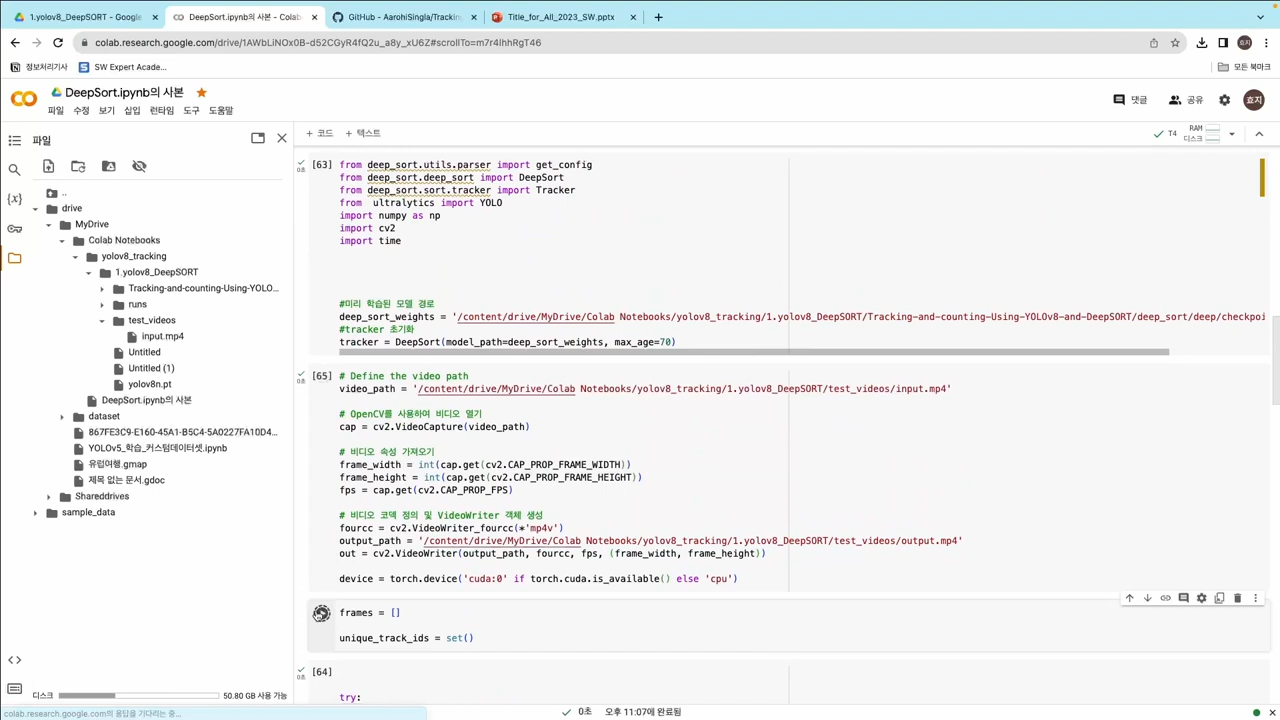 1.yolov8_DeepSORT - Google
DeepSort.ipynb의 사본 - Colab
GitHub - AarohiSingla/Tracking
Title_for_All_2023_SW.pptx
colab.research.google.com/drive/1AWbLiNOx0B-d52CGyR4fQ2u_a8y_xU6Z#scrollTo=m7r4IhhRgT46
효지
정보처리기사
SW Expert Acade...
모든 북마크
DeepSort.ipynb의 사본
파일 수정 보기 삽입 런타임 도구 도움말
댓글
공유
효지
파일
+ 코드 + 텍스트
T4
RAM
디스크
..
drive
MyDrive
Colab Notebooks
yolov8_tracking
1.yolov8_DeepSORT
Tracking-and-counting-Using-YOLO...
runs
test_videos
input.mp4
Untitled
Untitled (1)
yolov8n.pt
DeepSort.ipynb의 사본
dataset
867FE3C9-E160-45A1-B5C4-5A0227FA10D4...
YOLOv5_학습_커스텀데이터셋.ipynb
유럽여행.gmap
제목 없는 문서.gdoc
Shareddrives
sample_data
디스크
50.80 GB 사용 가능
colab.research.google.com의 응답을 기다리는 중...
[63]
0초
from deep_sort.utils.parser import get_config
from deep_sort.deep_sort import DeepSort
from deep_sort.sort.tracker import Tracker
from  ultralytics import YOLO
import numpy as np
import cv2
import time
#미리 학습된 모델 경로
deep_sort_weights = '/content/drive/MyDrive/Colab Notebooks/yolov8_tracking/1.yolov8_DeepSORT/Tracking-and-counting-Using-YOLOv8-and-DeepSORT/deep_sort/deep/checkpoi
#tracker 초기화
tracker = DeepSort(model_path=deep_sort_weights, max_age=70)
[65]
0초
# Define the video path
video_path = '/content/drive/MyDrive/Colab Notebooks/yolov8_tracking/1.yolov8_DeepSORT/test_videos/input.mp4'
# OpenCV를 사용하여 비디오 열기
cap = cv2.VideoCapture(video_path)
# 비디오 속성 가져오기
frame_width = int(cap.get(cv2.CAP_PROP_FRAME_WIDTH))
frame_height = int(cap.get(cv2.CAP_PROP_FRAME_HEIGHT))
fps = cap.get(cv2.CAP_PROP_FPS)
# 비디오 코덱 정의 및 VideoWriter 객체 생성
fourcc = cv2.VideoWriter_fourcc(*'mp4v')
output_path = '/content/drive/MyDrive/Colab Notebooks/yolov8_tracking/1.yolov8_DeepSORT/test_videos/output.mp4'
out = cv2.VideoWriter(output_path, fourcc, fps, (frame_width, frame_height))
device = torch.device('cuda:0' if torch.cuda.is_available() else 'cpu')
frames = []
unique_track_ids = set()
[64]
0초
try:
0초 오후 11:07에 완료됨